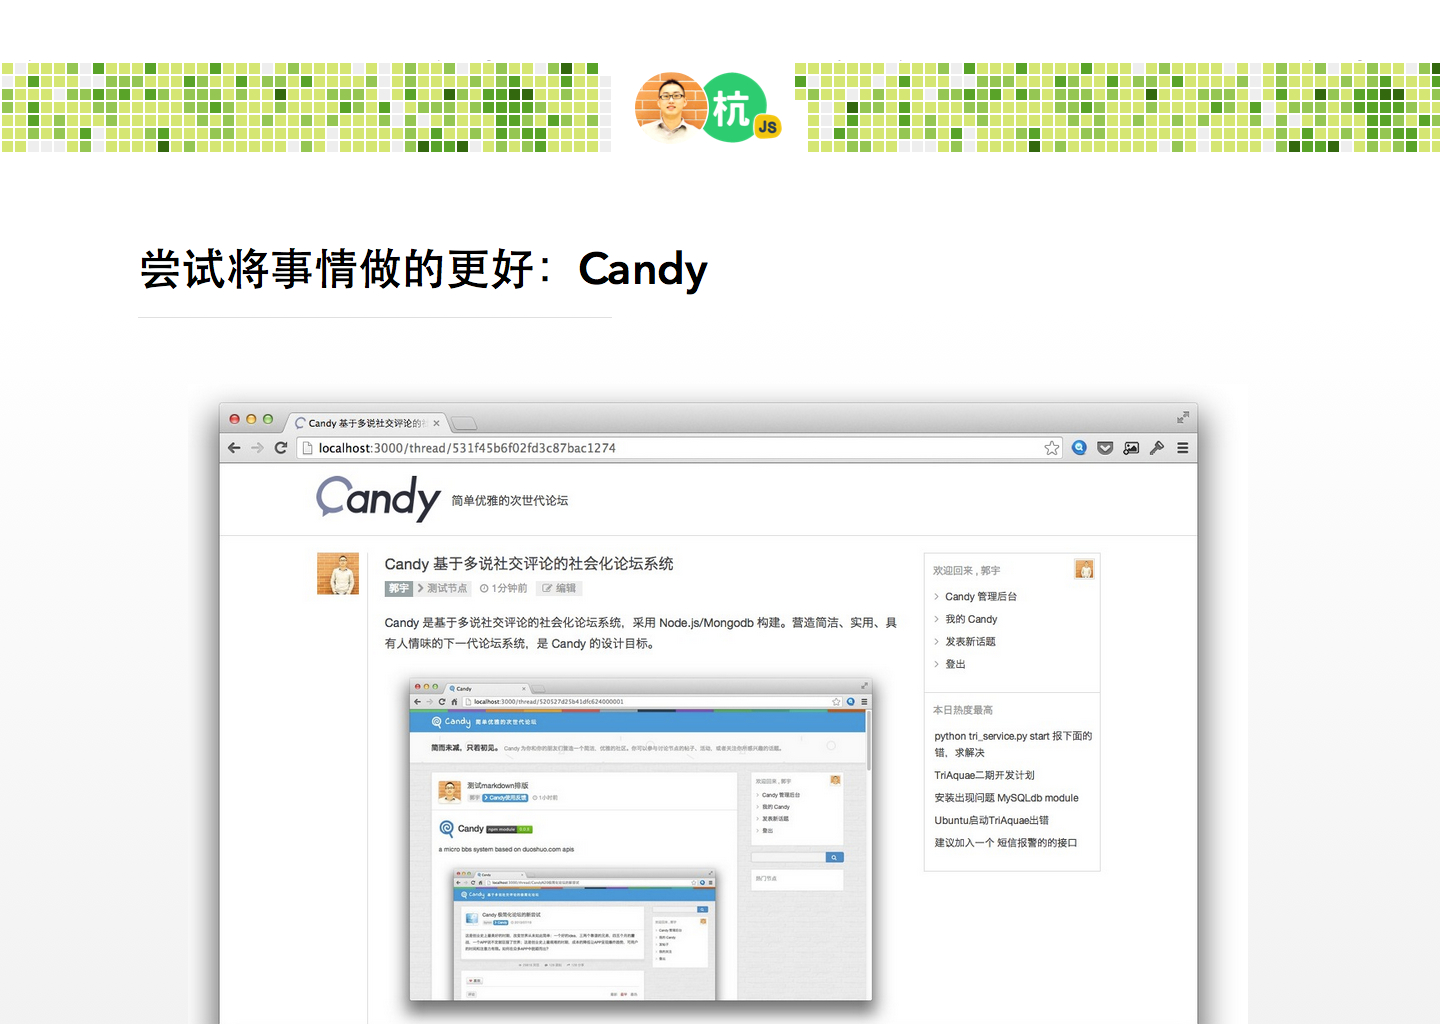 杭
JS
尝试将事情做的更好：Candy
Candy 基于多说社交评论的
localhost:3000/thread/531f45b6f02fd3c87bac1274
Candy 简单优雅的次世代论坛
Candy 基于多说社交评论的社会化论坛系统
郭宇 测试节点 1分钟前 编辑
Candy 是基于多说社交评论的社会化论坛系统，采用 Node.js/Mongodb 构建。营造简洁、实用、具
有人情味的下一代论坛系统，是 Candy 的设计目标。
欢迎回来 , 郭宇
Candy 管理后台
我的 Candy
发表新话题
登出
本日热度最高
python tri_service.py start 报下面的
错，求解决
TriAquae二期开发计划
安装出现问题 MySQLdb module
Ubuntu启动TriAquae出错
建议加入一个 短信报警的的接口
Candy
localhost:3000/thread/520527d25b41dfc624000001
Candy 简单优雅的次世代论坛
简而未减，只若初见。
测试markdown排版
郭宇 Candy使用反馈 1小时前
Candy npm module
a micro bbs system based on duoshuo.com apis
欢迎回来 , 郭宇
Candy 管理后台
我的 Candy
发表新话题
登出
热门节点
Candy
Candy 极简化论坛的新尝试